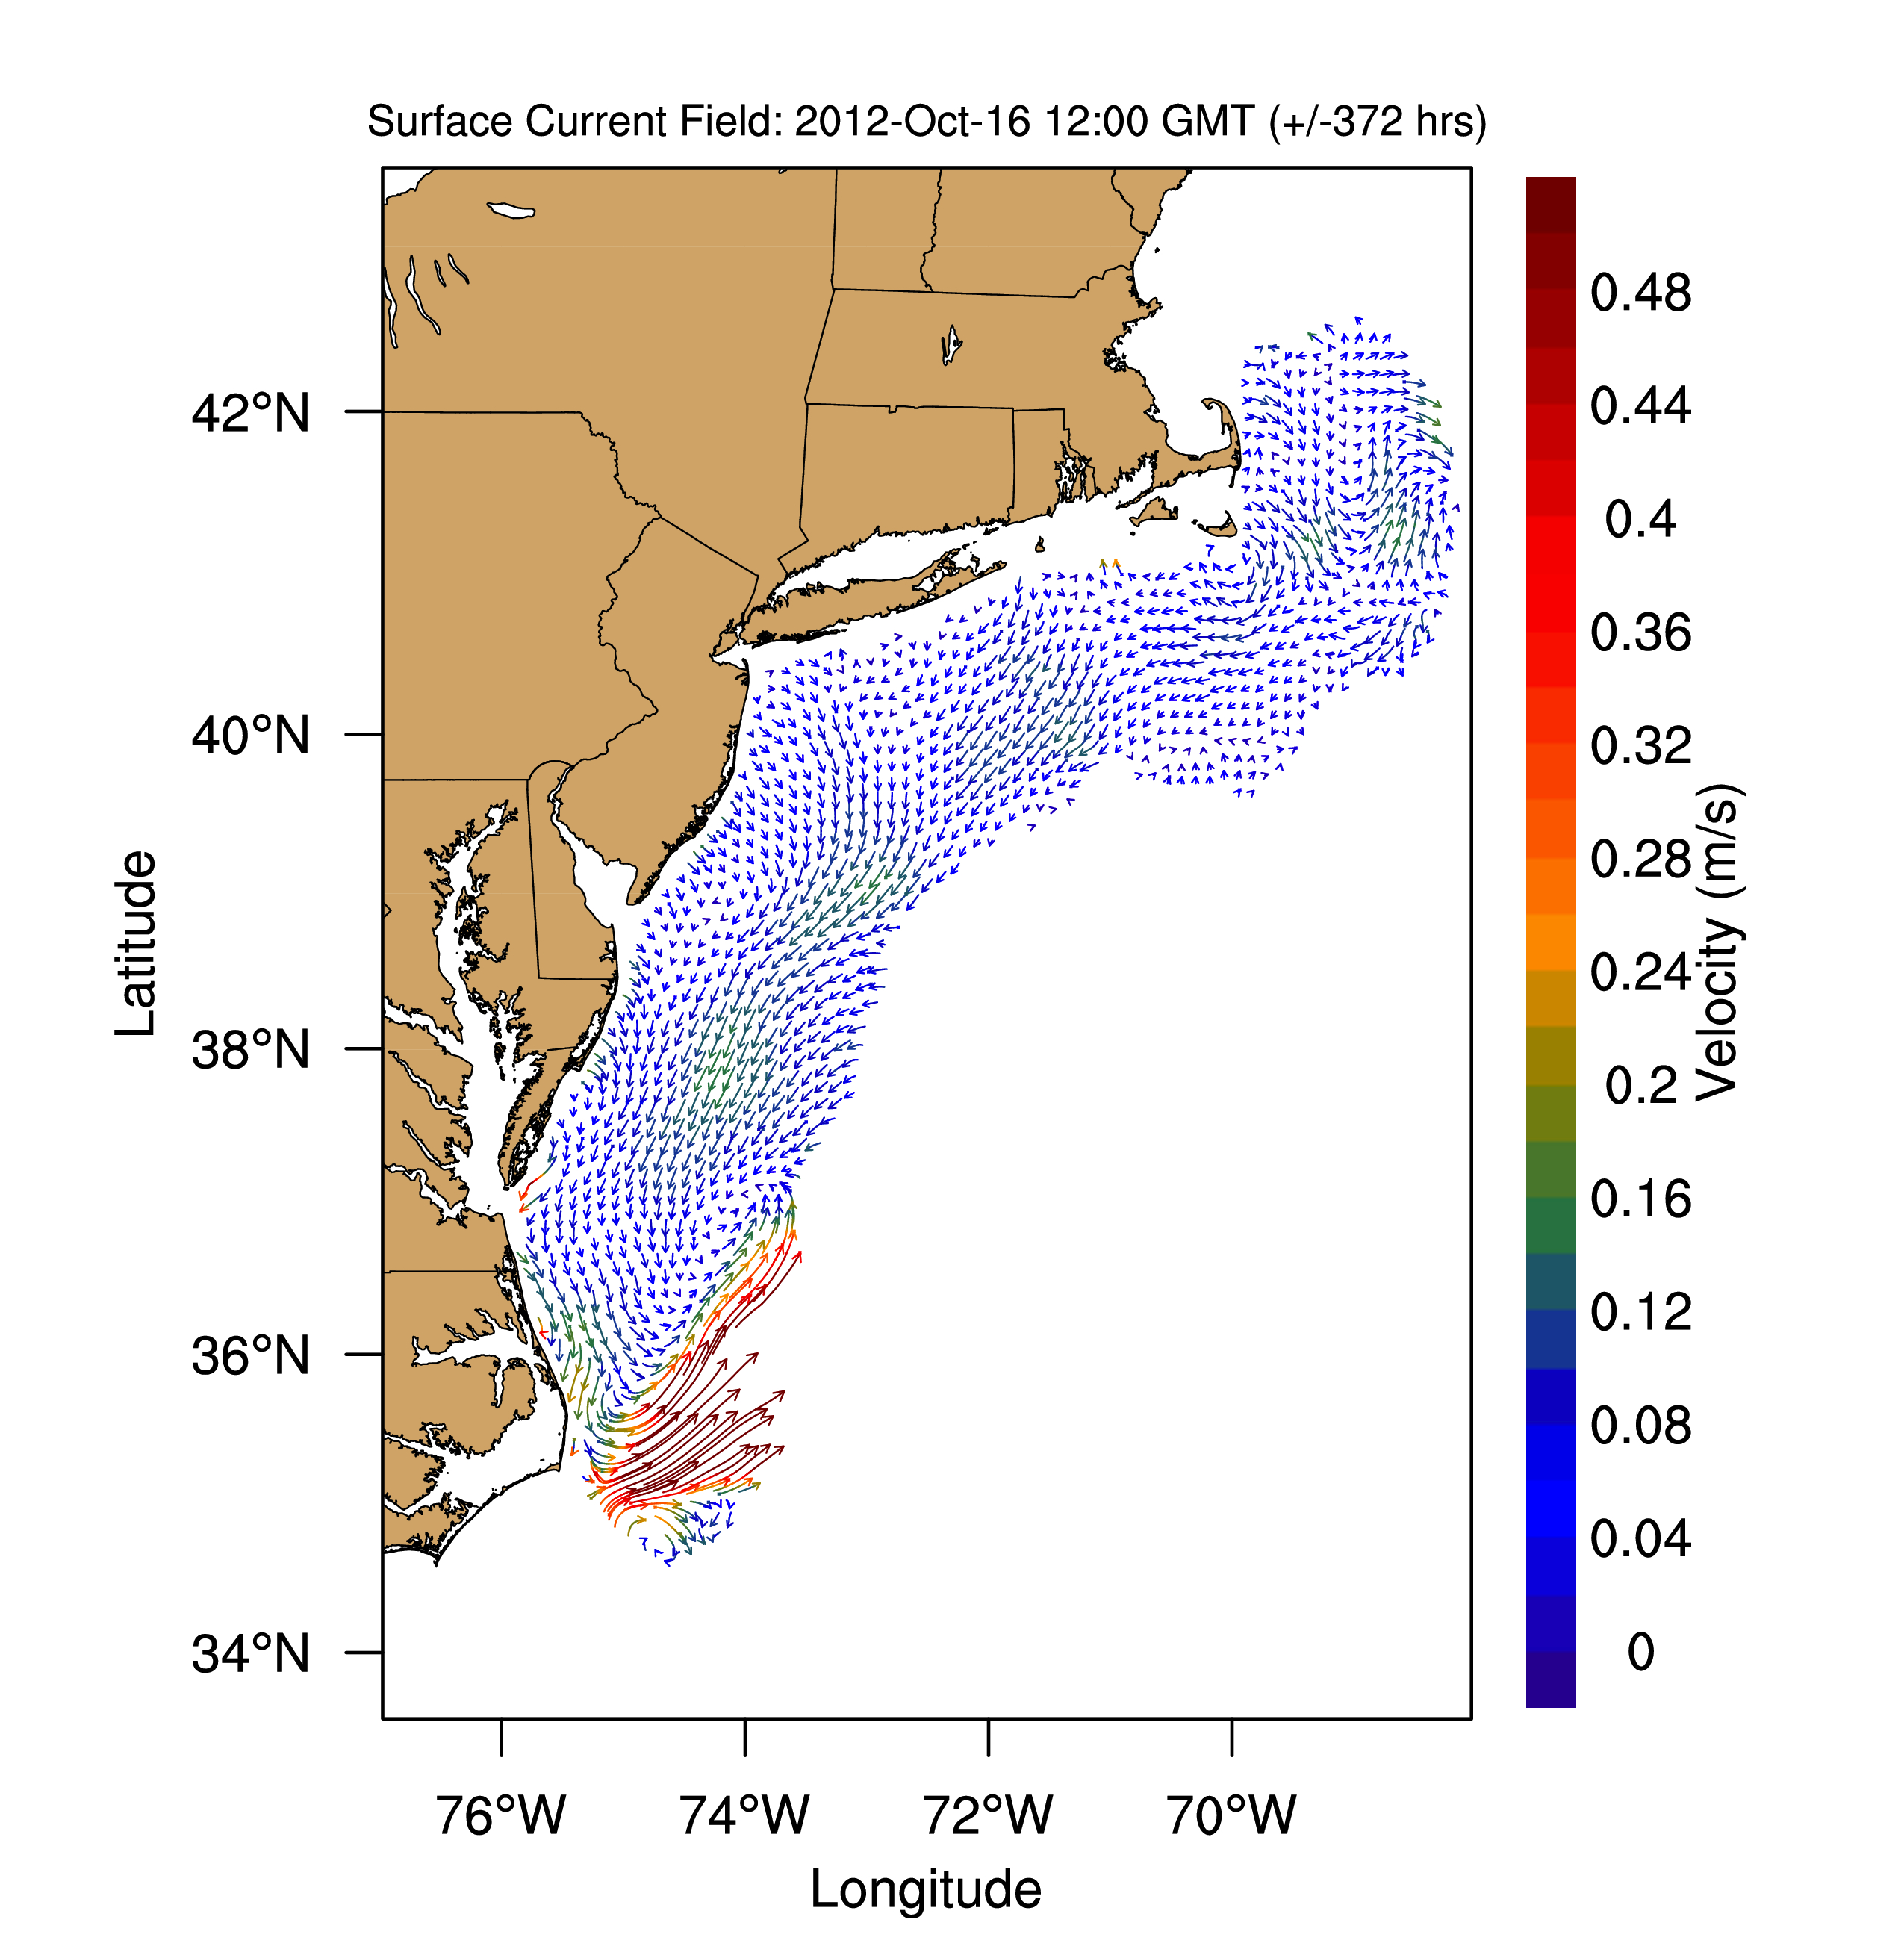 Surface Current Field: 2012-Oct-16 12:00 GMT (+/-372 hrs)
42°N
40°N
38°N
36°N
34°N
Latitude
76°W 74°W 72°W 70°W
Longitude
0.48
0.44
0.4
0.36
0.32
0.28
0.24
0.2
0.16
0.12
0.08
0.04
0
Velocity (m/s)